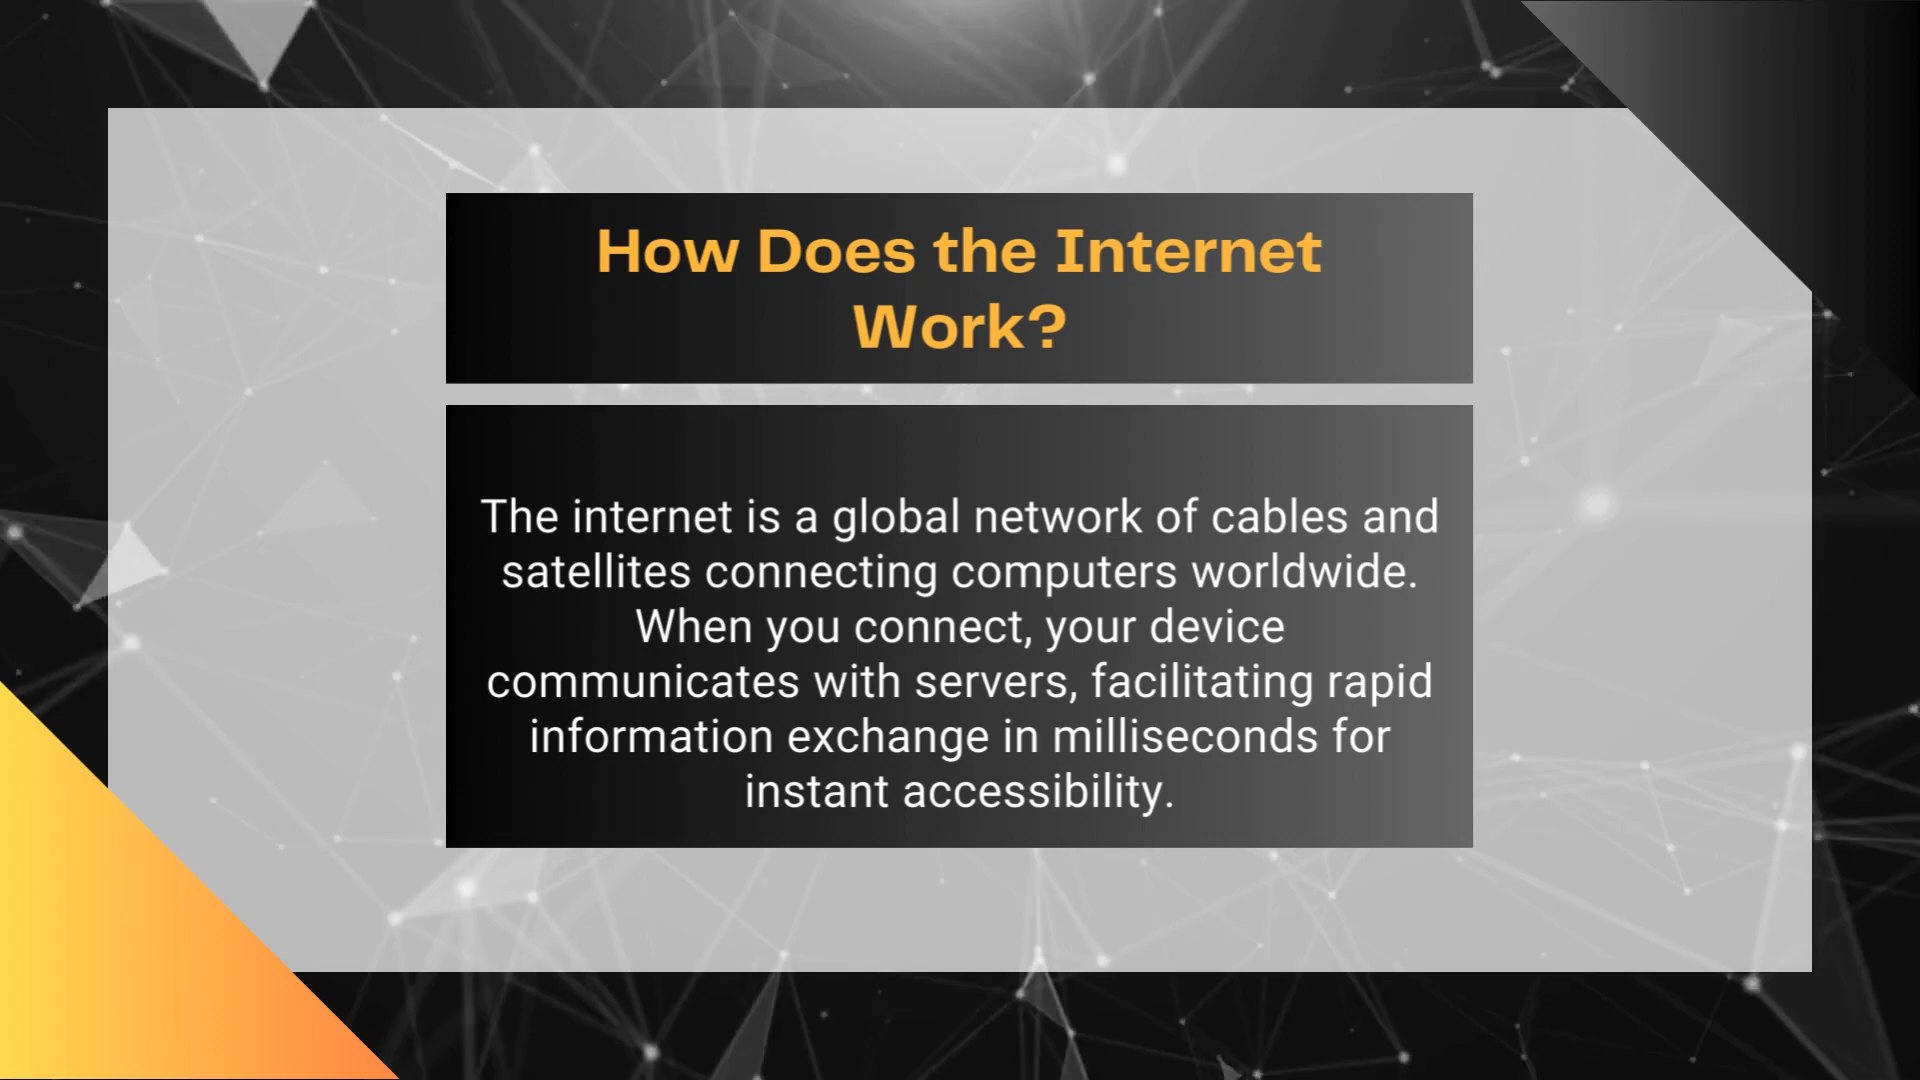 How Does the Internet
Work?
The internet is a global network of cables and
satellites connecting computers worldwide.
When you connect, your device
communicates with servers, facilitating rapid
information exchange in milliseconds for
instant accessibility.